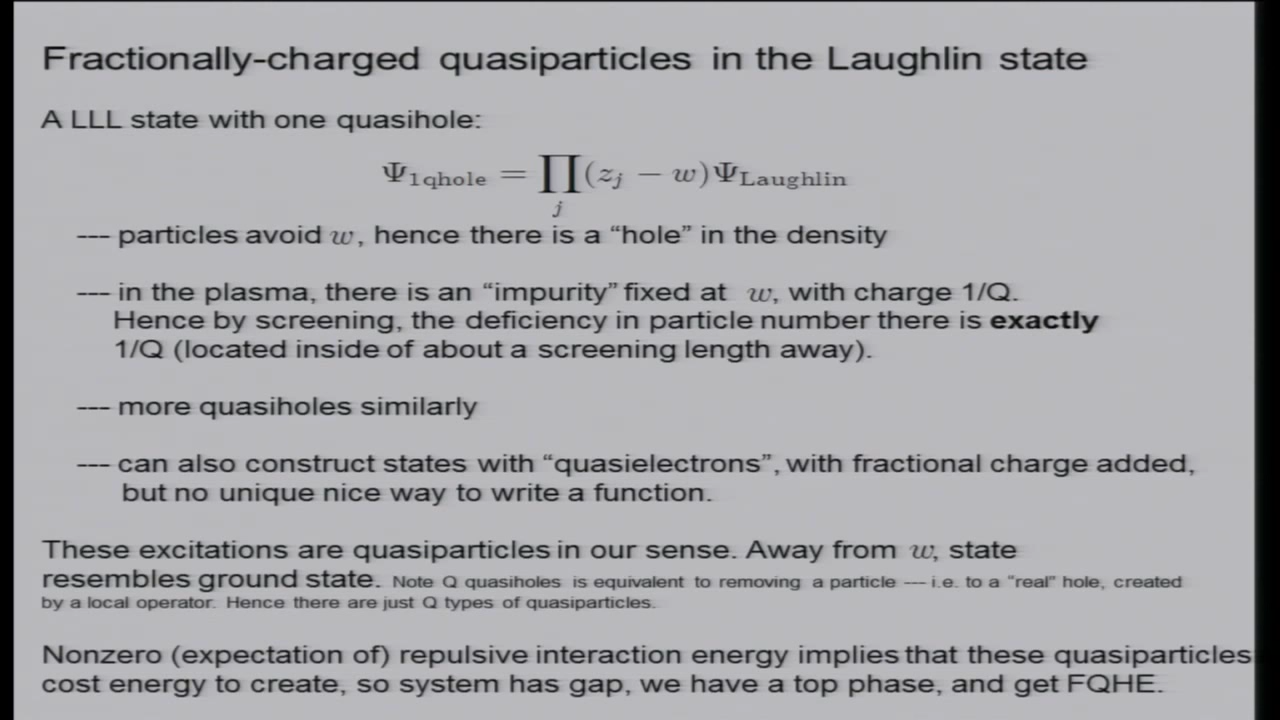 Fractionally-charged quasiparticles in the Laughlin state
A LLL state with one quasihole:
Ψ_{1qhole} = ∏_j (z_j − w)Ψ_{Laughlin}
--- particles avoid w, hence there is a “hole” in the density
--- in the plasma, there is an “impurity” fixed at w, with charge 1/Q.
Hence by screening, the deficiency in particle number there is exactly
1/Q (located inside of about a screening length away).
--- more quasiholes similarly
--- can also construct states with “quasielectrons”, with fractional charge added,
but no unique nice way to write a function.
These excitations are quasiparticles in our sense. Away from w, state
resembles ground state. Note Q quasiholes is equivalent to removing a particle --- i.e. to a “real” hole, created
by a local operator. Hence there are just Q types of quasiparticles.
Nonzero (expectation of) repulsive interaction energy implies that these quasiparticles
cost energy to create, so system has gap, we have a top phase, and get FQHE.